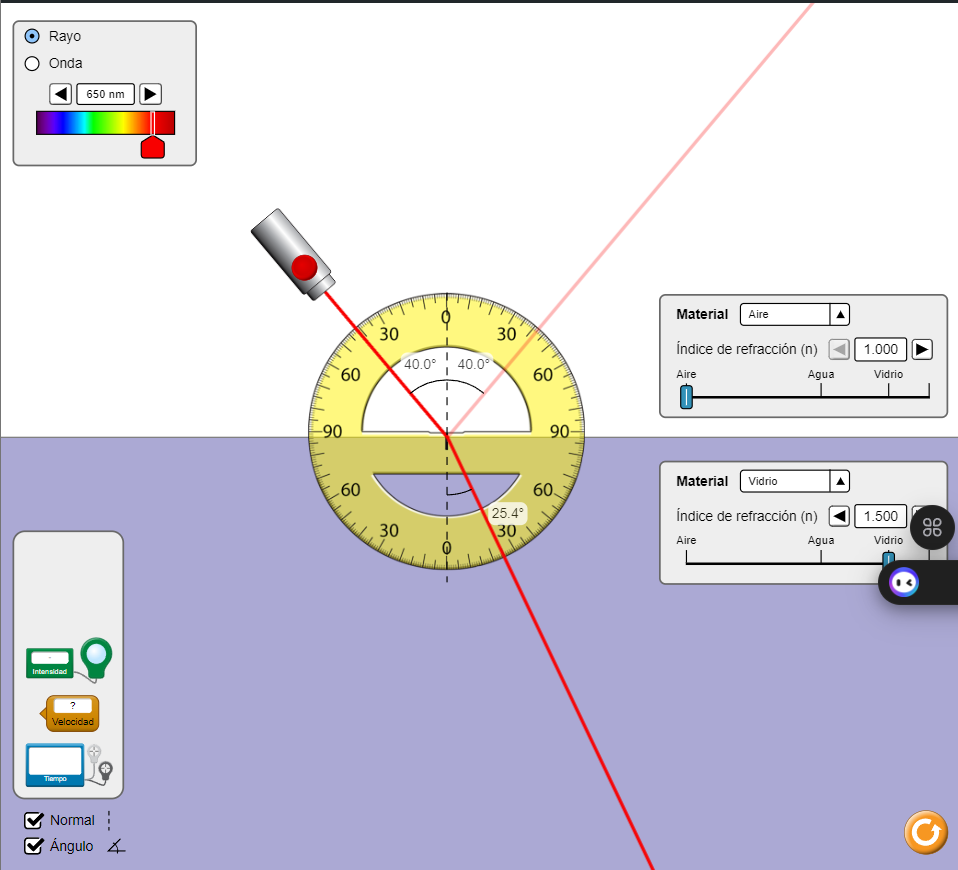 Rayo
Onda
650 nm
0
30
30
40.0°
40.0°
60
60
90
90
60
60
25.4°
30
30
0
Material
Aire
Índice de refracción (n)
1.000
Aire
Agua
Vidrio
Material
Vidrio
Índice de refracción (n)
1.500
Aire
Agua
Vidrio
-
Intensidad
?
Velocidad
Tiempo
Normal
Ángulo